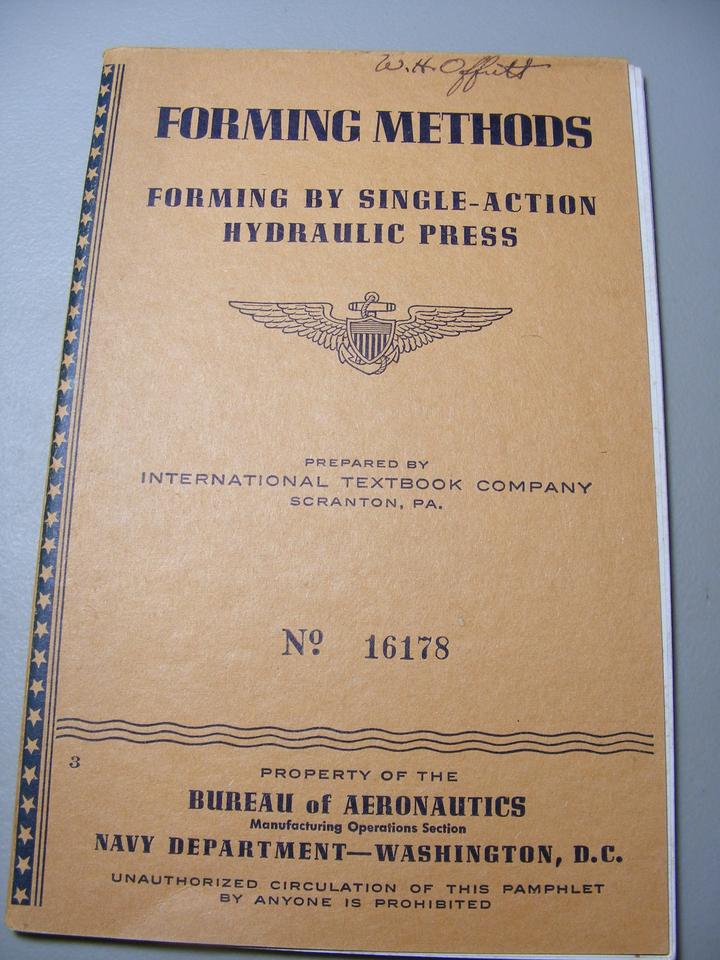 W. H. Offutt
FORMING METHODS
FORMING BY SINGLE-ACTION
HYDRAULIC PRESS
PREPARED BY
INTERNATIONAL TEXTBOOK COMPANY
SCRANTON, PA.
Nº 16178
3
PROPERTY OF THE
BUREAU of AERONAUTICS
Manufacturing Operations Section
NAVY DEPARTMENT—WASHINGTON, D.C.
UNAUTHORIZED CIRCULATION OF THIS PAMPHLET
BY ANYONE IS PROHIBITED